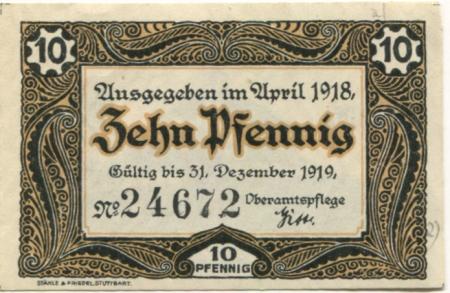 10 10
Ausgegeben im April 1918,
Zehn Pfennig
Gültig bis 31. Dezember 1919,
No 24672 Oberamtspflege
10
PFENNIG
STÄHLE & FRIEDEL, STUTTGART.